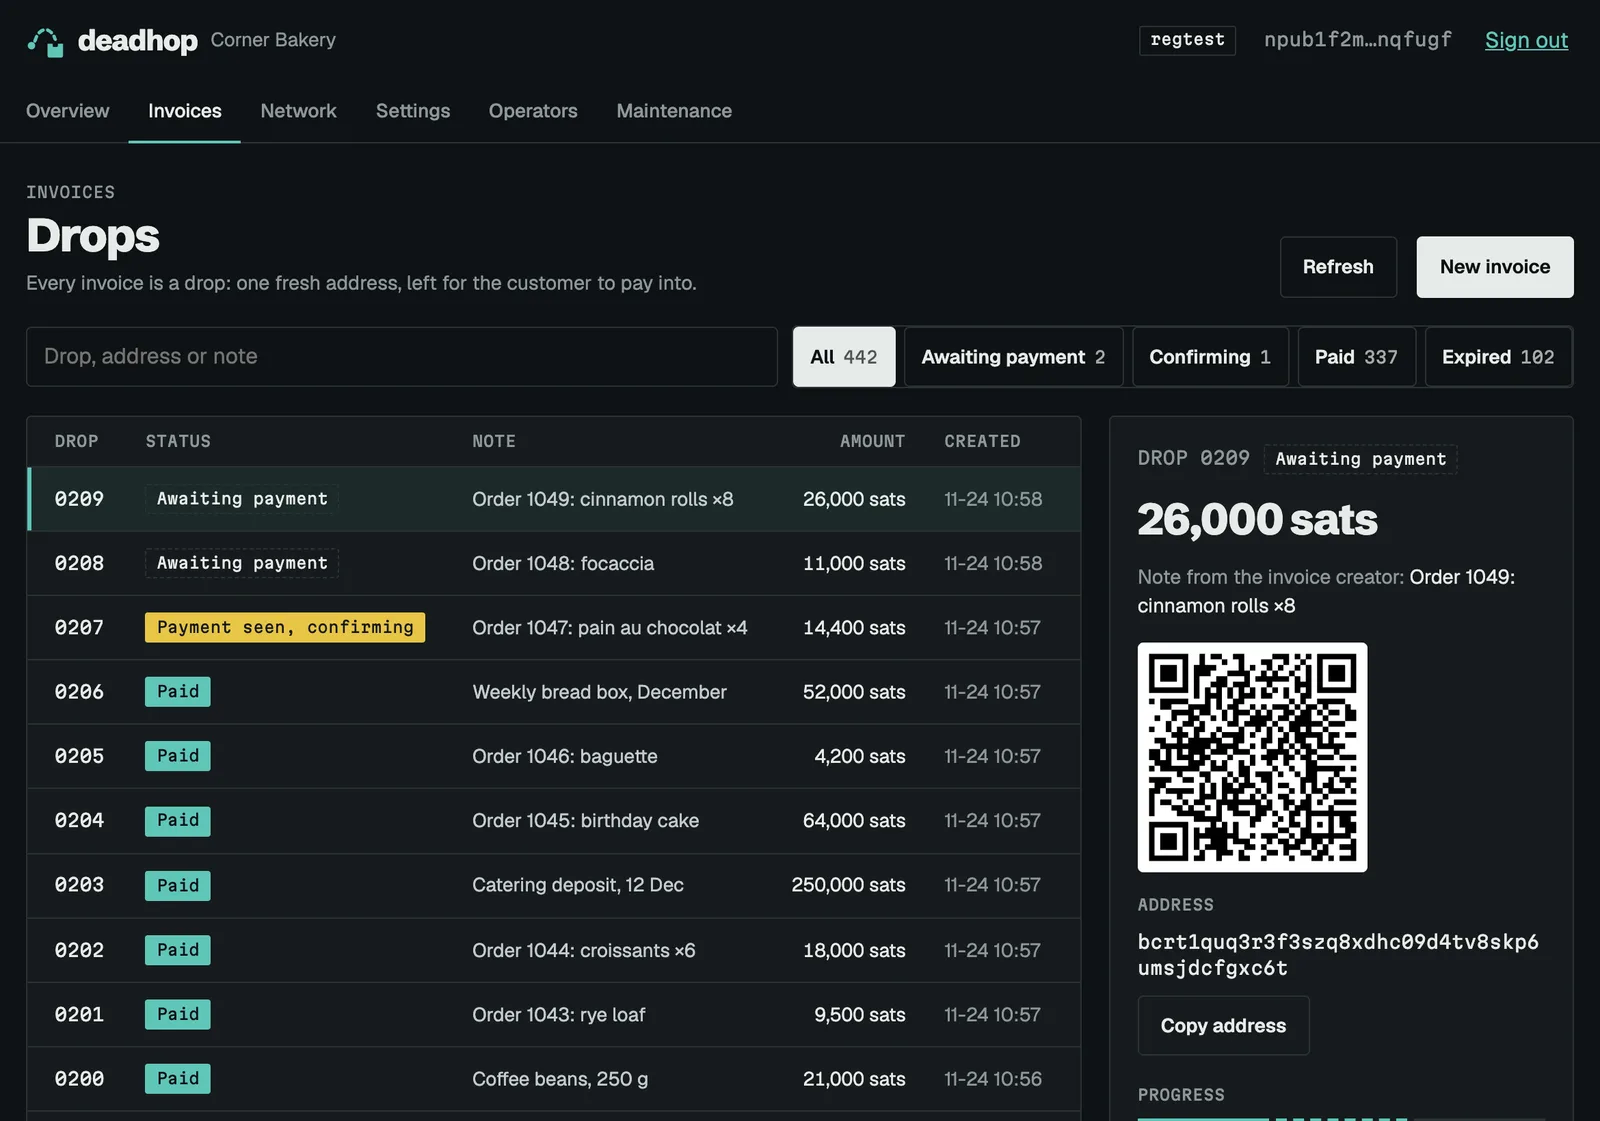 deadhop Corner Bakery
regtest npub1f2m…nqfugf Sign out
Overview Invoices Network Settings Operators Maintenance
INVOICES
Drops
Every invoice is a drop: one fresh address, left for the customer to pay into.
Refresh New invoice
Drop, address or note
All 442 Awaiting payment 2 Confirming 1 Paid 337 Expired 102
DROP STATUS NOTE AMOUNT CREATED
0209 Awaiting payment Order 1049: cinnamon rolls ×8 26,000 sats 11-24 10:58
0208 Awaiting payment Order 1048: focaccia 11,000 sats 11-24 10:58
0207 Payment seen, confirming Order 1047: pain au chocolat ×4 14,400 sats 11-24 10:57
0206 Paid Weekly bread box, December 52,000 sats 11-24 10:57
0205 Paid Order 1046: baguette 4,200 sats 11-24 10:57
0204 Paid Order 1045: birthday cake 64,000 sats 11-24 10:57
0203 Paid Catering deposit, 12 Dec 250,000 sats 11-24 10:57
0202 Paid Order 1044: croissants ×6 18,000 sats 11-24 10:57
0201 Paid Order 1043: rye loaf 9,500 sats 11-24 10:57
0200 Paid Coffee beans, 250 g 21,000 sats 11-24 10:56
DROP 0209 Awaiting payment
26,000 sats
Note from the invoice creator: Order 1049:
cinnamon rolls ×8
ADDRESS
bcrt1quq3r3f3szq8xdhc09d4tv8skp6
umsjdcfgxc6t
Copy address
PROGRESS